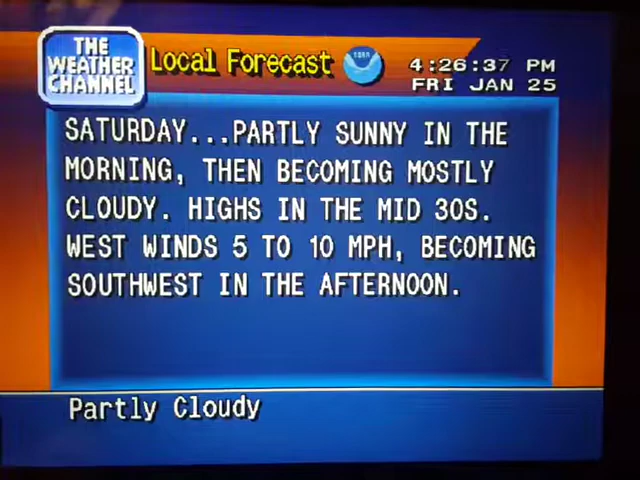 THE
WEATHER
CHANNEL
Local Forecast
4:26:37 PM
FRI JAN 25
SATURDAY...PARTLY SUNNY IN THE
MORNING, THEN BECOMING MOSTLY
CLOUDY. HIGHS IN THE MID 30S.
WEST WINDS 5 TO 10 MPH, BECOMING
SOUTHWEST IN THE AFTERNOON.
Partly Cloudy